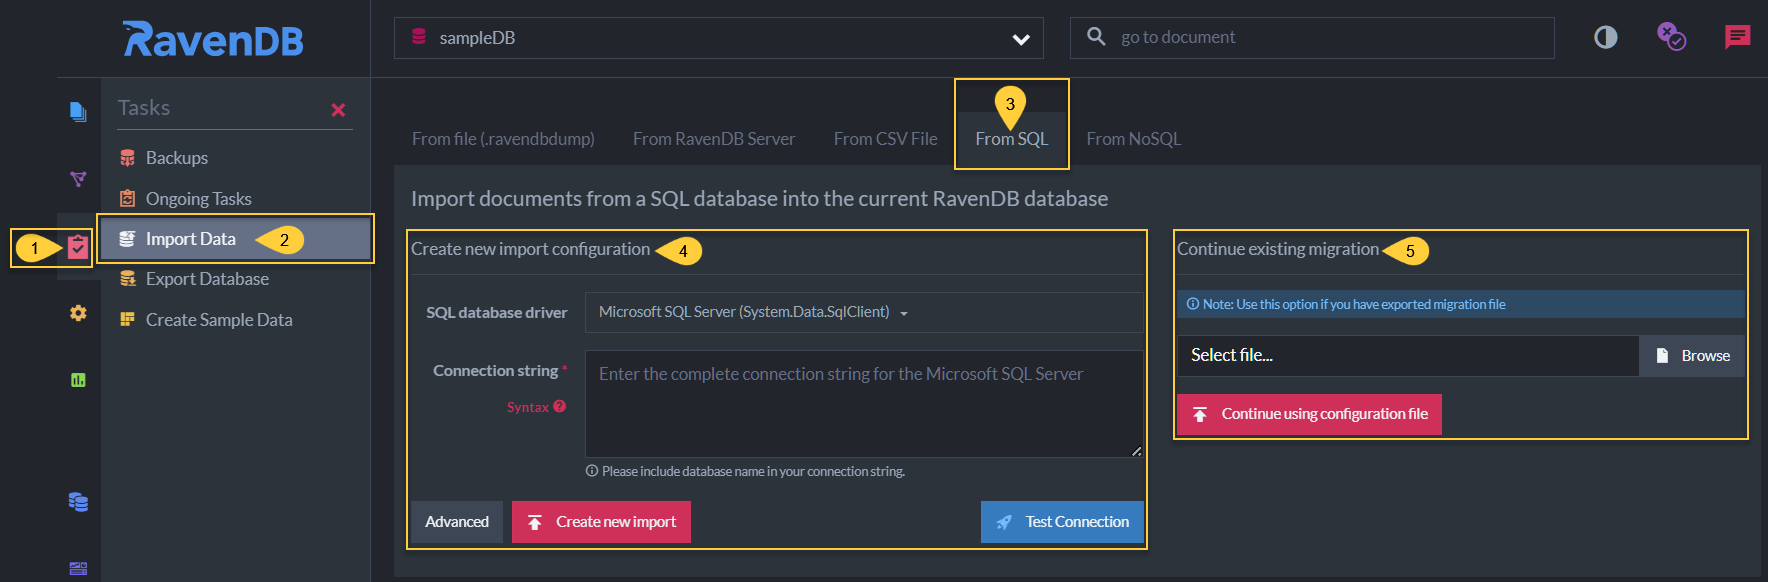 RavenDB
sampleDB
go to document
Tasks
Backups
Ongoing Tasks
1
Import Data
2
Export Database
Create Sample Data
3
From file (.ravendbdump)
From RavenDB Server
From CSV File
From SQL
From NoSQL
Import documents from a SQL database into the current RavenDB database
Create new import configuration
4
SQL database driver
Microsoft SQL Server (System.Data.SqlClient)
Connection string *
Enter the complete connection string for the Microsoft SQL Server
Syntax
Please include database name in your connection string.
Advanced
Create new import
Test Connection
Continue existing migration
5
Note: Use this option if you have exported migration file
Select file...
Browse
Continue using configuration file